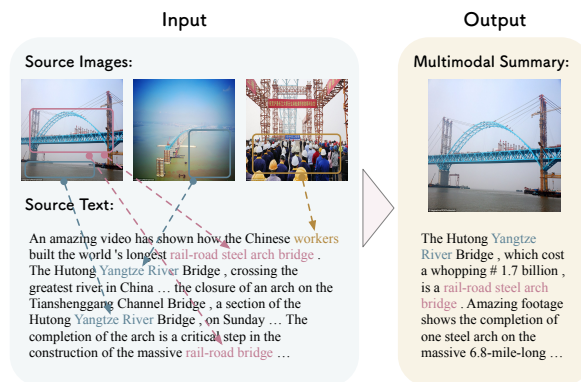 Input
Source Images:
Source Text:
An amazing video has shown how the Chinese workers
built the world 's longest rail-road steel arch bridge .
The Hutong Yangtze River Bridge , crossing the
greatest river in China … the closure of an arch on the
Tianshenggang Channel Bridge , a section of the
Hutong Yangtze River Bridge , on Sunday … The
completion of the arch is a critical step in the
construction of the massive rail-road bridge …
Output
Multimodal Summary:
The Hutong Yangtze
River Bridge , which cost
a whopping # 1.7 billion ,
is a rail-road steel arch
bridge . Amazing footage
shows the completion of
one steel arch on the
massive 6.8-mile-long …